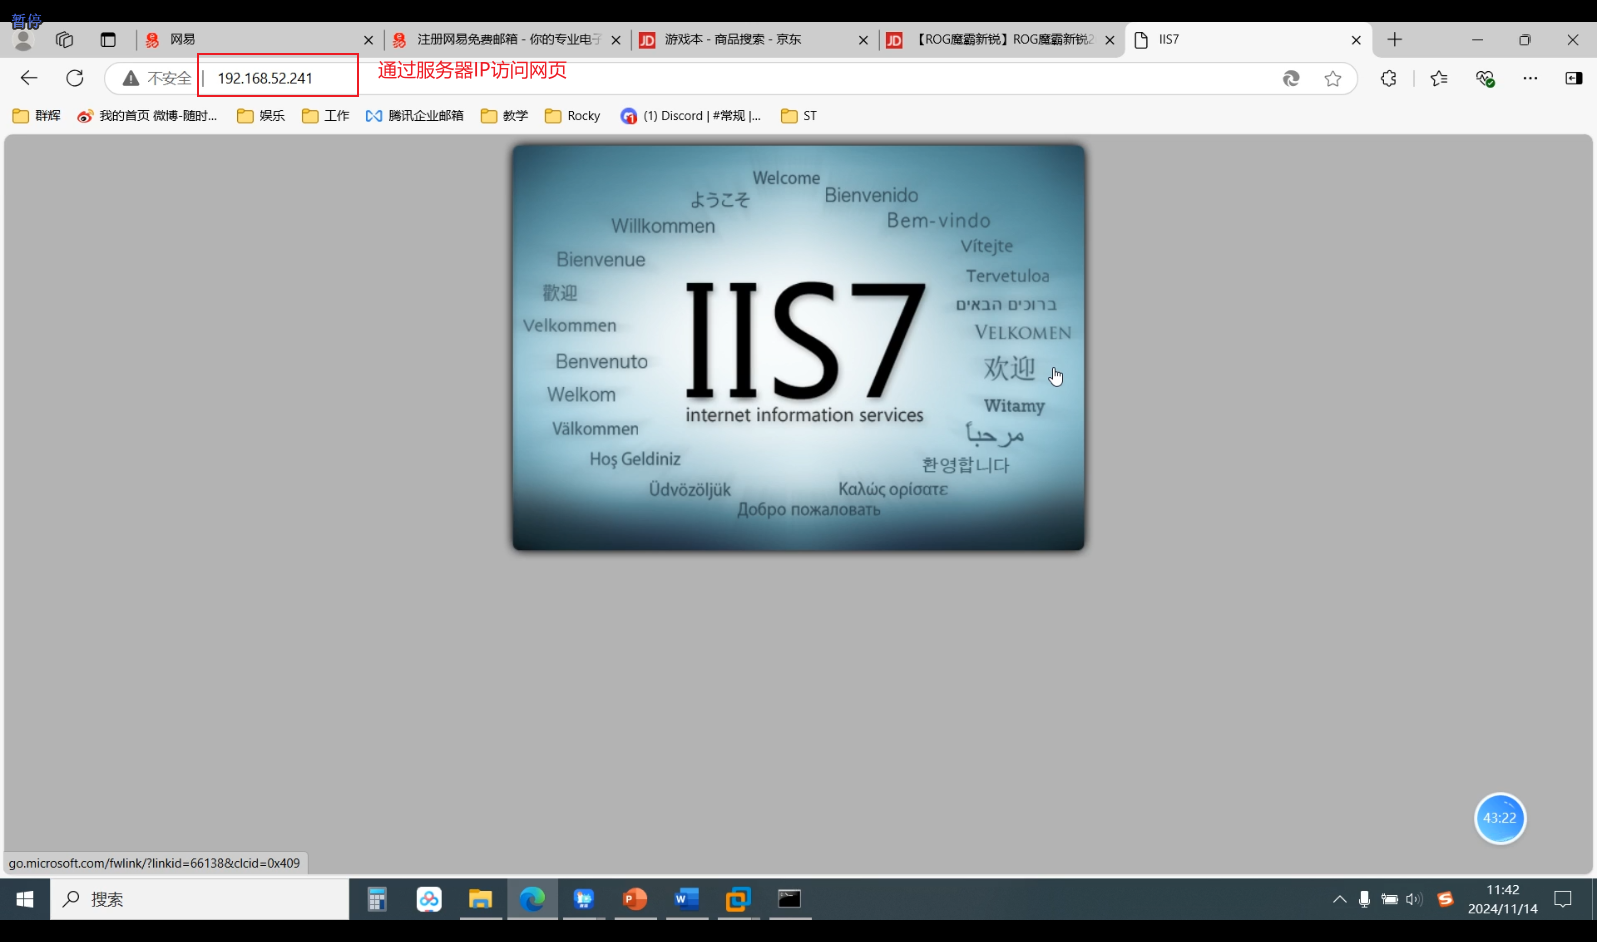 暂停
网易
注册网易免费邮箱 - 你的专业电子
游戏本 - 商品搜索 - 京东
【ROG魔霸新锐】ROG魔霸新锐2
IIS7
不安全
192.168.52.241
通过服务器IP访问网页
群辉
我的首页 微博-随时...
娱乐
工作
腾讯企业邮箱
教学
Rocky
(1) Discord | #常规 |...
ST
Welcome
ようこそ
Bienvenido
Willkommen
Bem-vindo
Vítejte
Bienvenue
Tervetuloa
歡迎
ברוכים הבאים
Velkommen
VELKOMEN
Benvenuto
欢迎
Welkom
Witamy
Välkommen
مرحباً
Hoş Geldiniz
환영합니다
Üdvözöljük
Καλώς ορίσατε
Добро пожаловать
IIS7
internet information services
43:22
go.microsoft.com/fwlink/?linkid=66138&clcid=0x409
搜索
11:42
2024/11/14